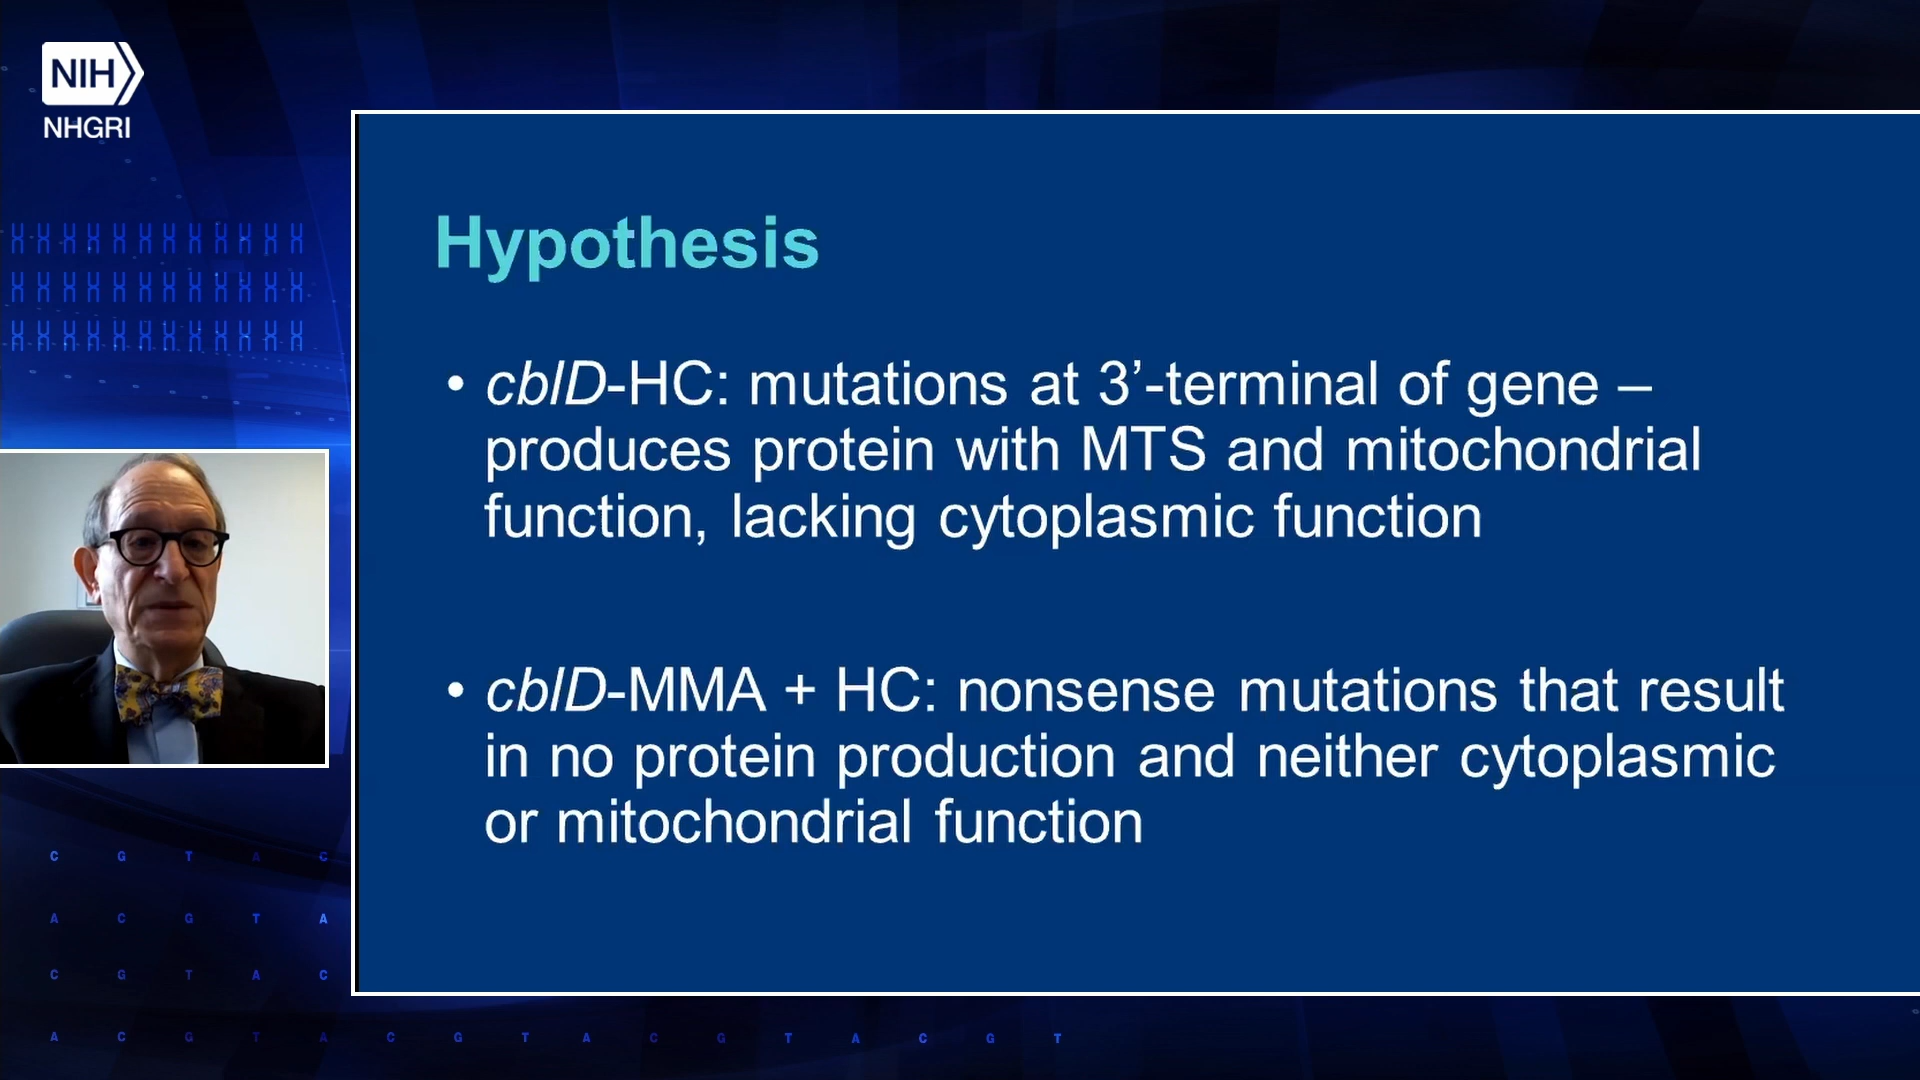 NIH
NHGRI
Hypothesis
• cblD-HC: mutations at 3’-terminal of gene –
produces protein with MTS and mitochondrial
function, lacking cytoplasmic function
• cblD-MMA + HC: nonsense mutations that result
in no protein production and neither cytoplasmic
or mitochondrial function
C G T A C
A C G T A
C G T A C
A C G T A C G T A C G T A C G T